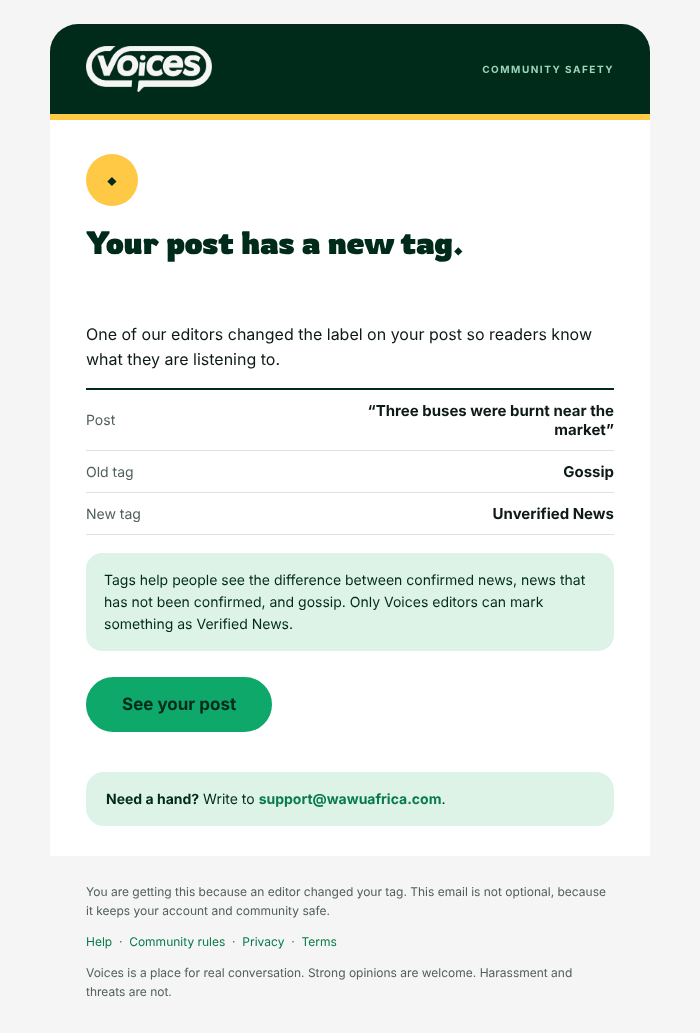 Voices
COMMUNITY SAFETY
Your post has a new tag.
One of our editors changed the label on your post so readers know
what they are listening to.
Post
“Three buses were burnt near the
market”
Old tag
Gossip
New tag
Unverified News
Tags help people see the difference between confirmed news, news that
has not been confirmed, and gossip. Only Voices editors can mark
something as Verified News.
See your post
Need a hand? Write to support@wawuafrica.com.
You are getting this because an editor changed your tag. This email is not optional, because
it keeps your account and community safe.
Help · Community rules · Privacy · Terms
Voices is a place for real conversation. Strong opinions are welcome. Harassment and
threats are not.